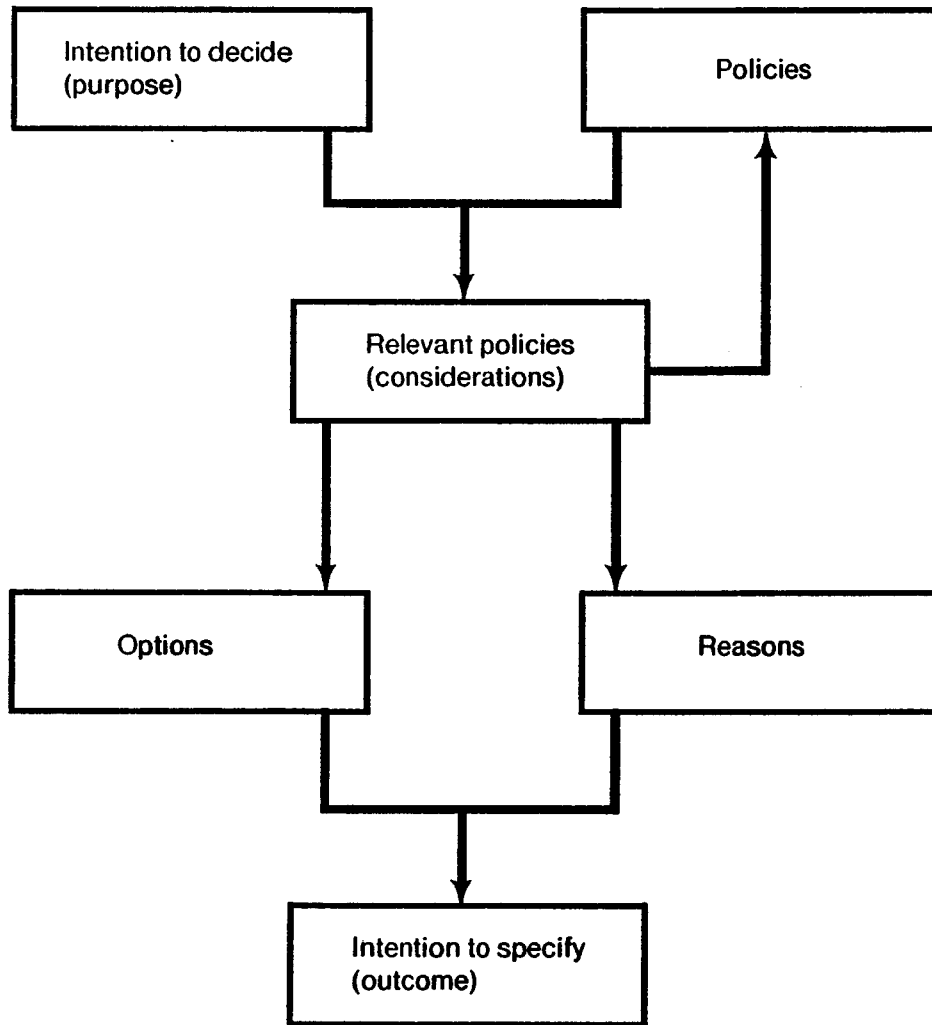 Intention to decide
(purpose)
Policies
Relevant policies
(considerations)
Options
Reasons
Intention to specify
(outcome)